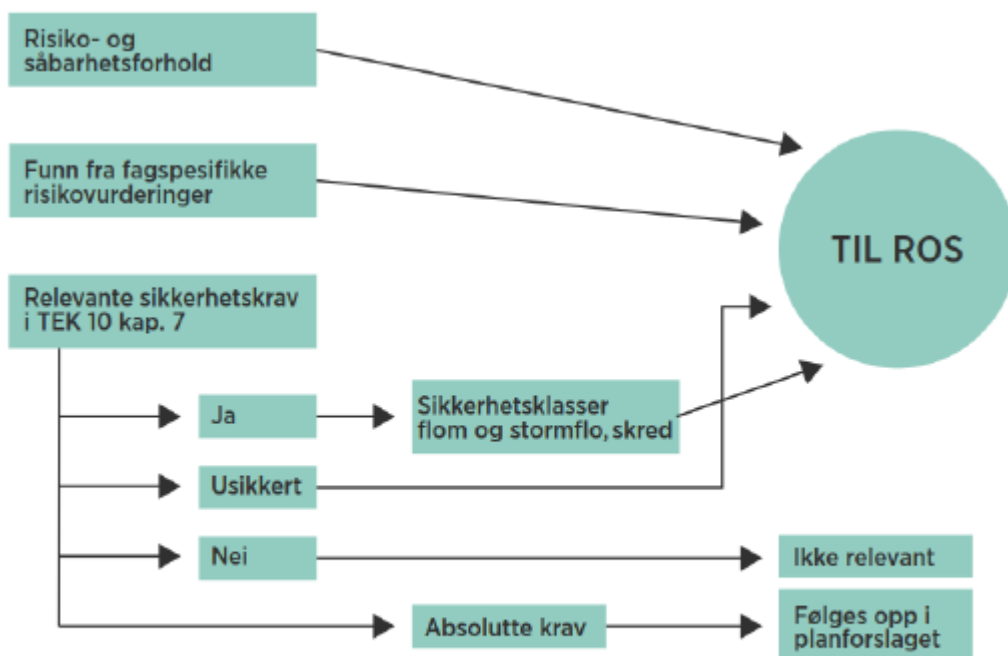 Risiko- og
såbarhetsforhold
Funn fra fagspesifikke
risikovurderinger
TIL ROS
Relevante sikkerhetskrav
i TEK 10 kap. 7
Ja
Sikkerhetsklasser
flom og stormflo, skred
Usikkert
Nei
Ikke relevant
Absolutte krav
Følges opp i
planforslaget